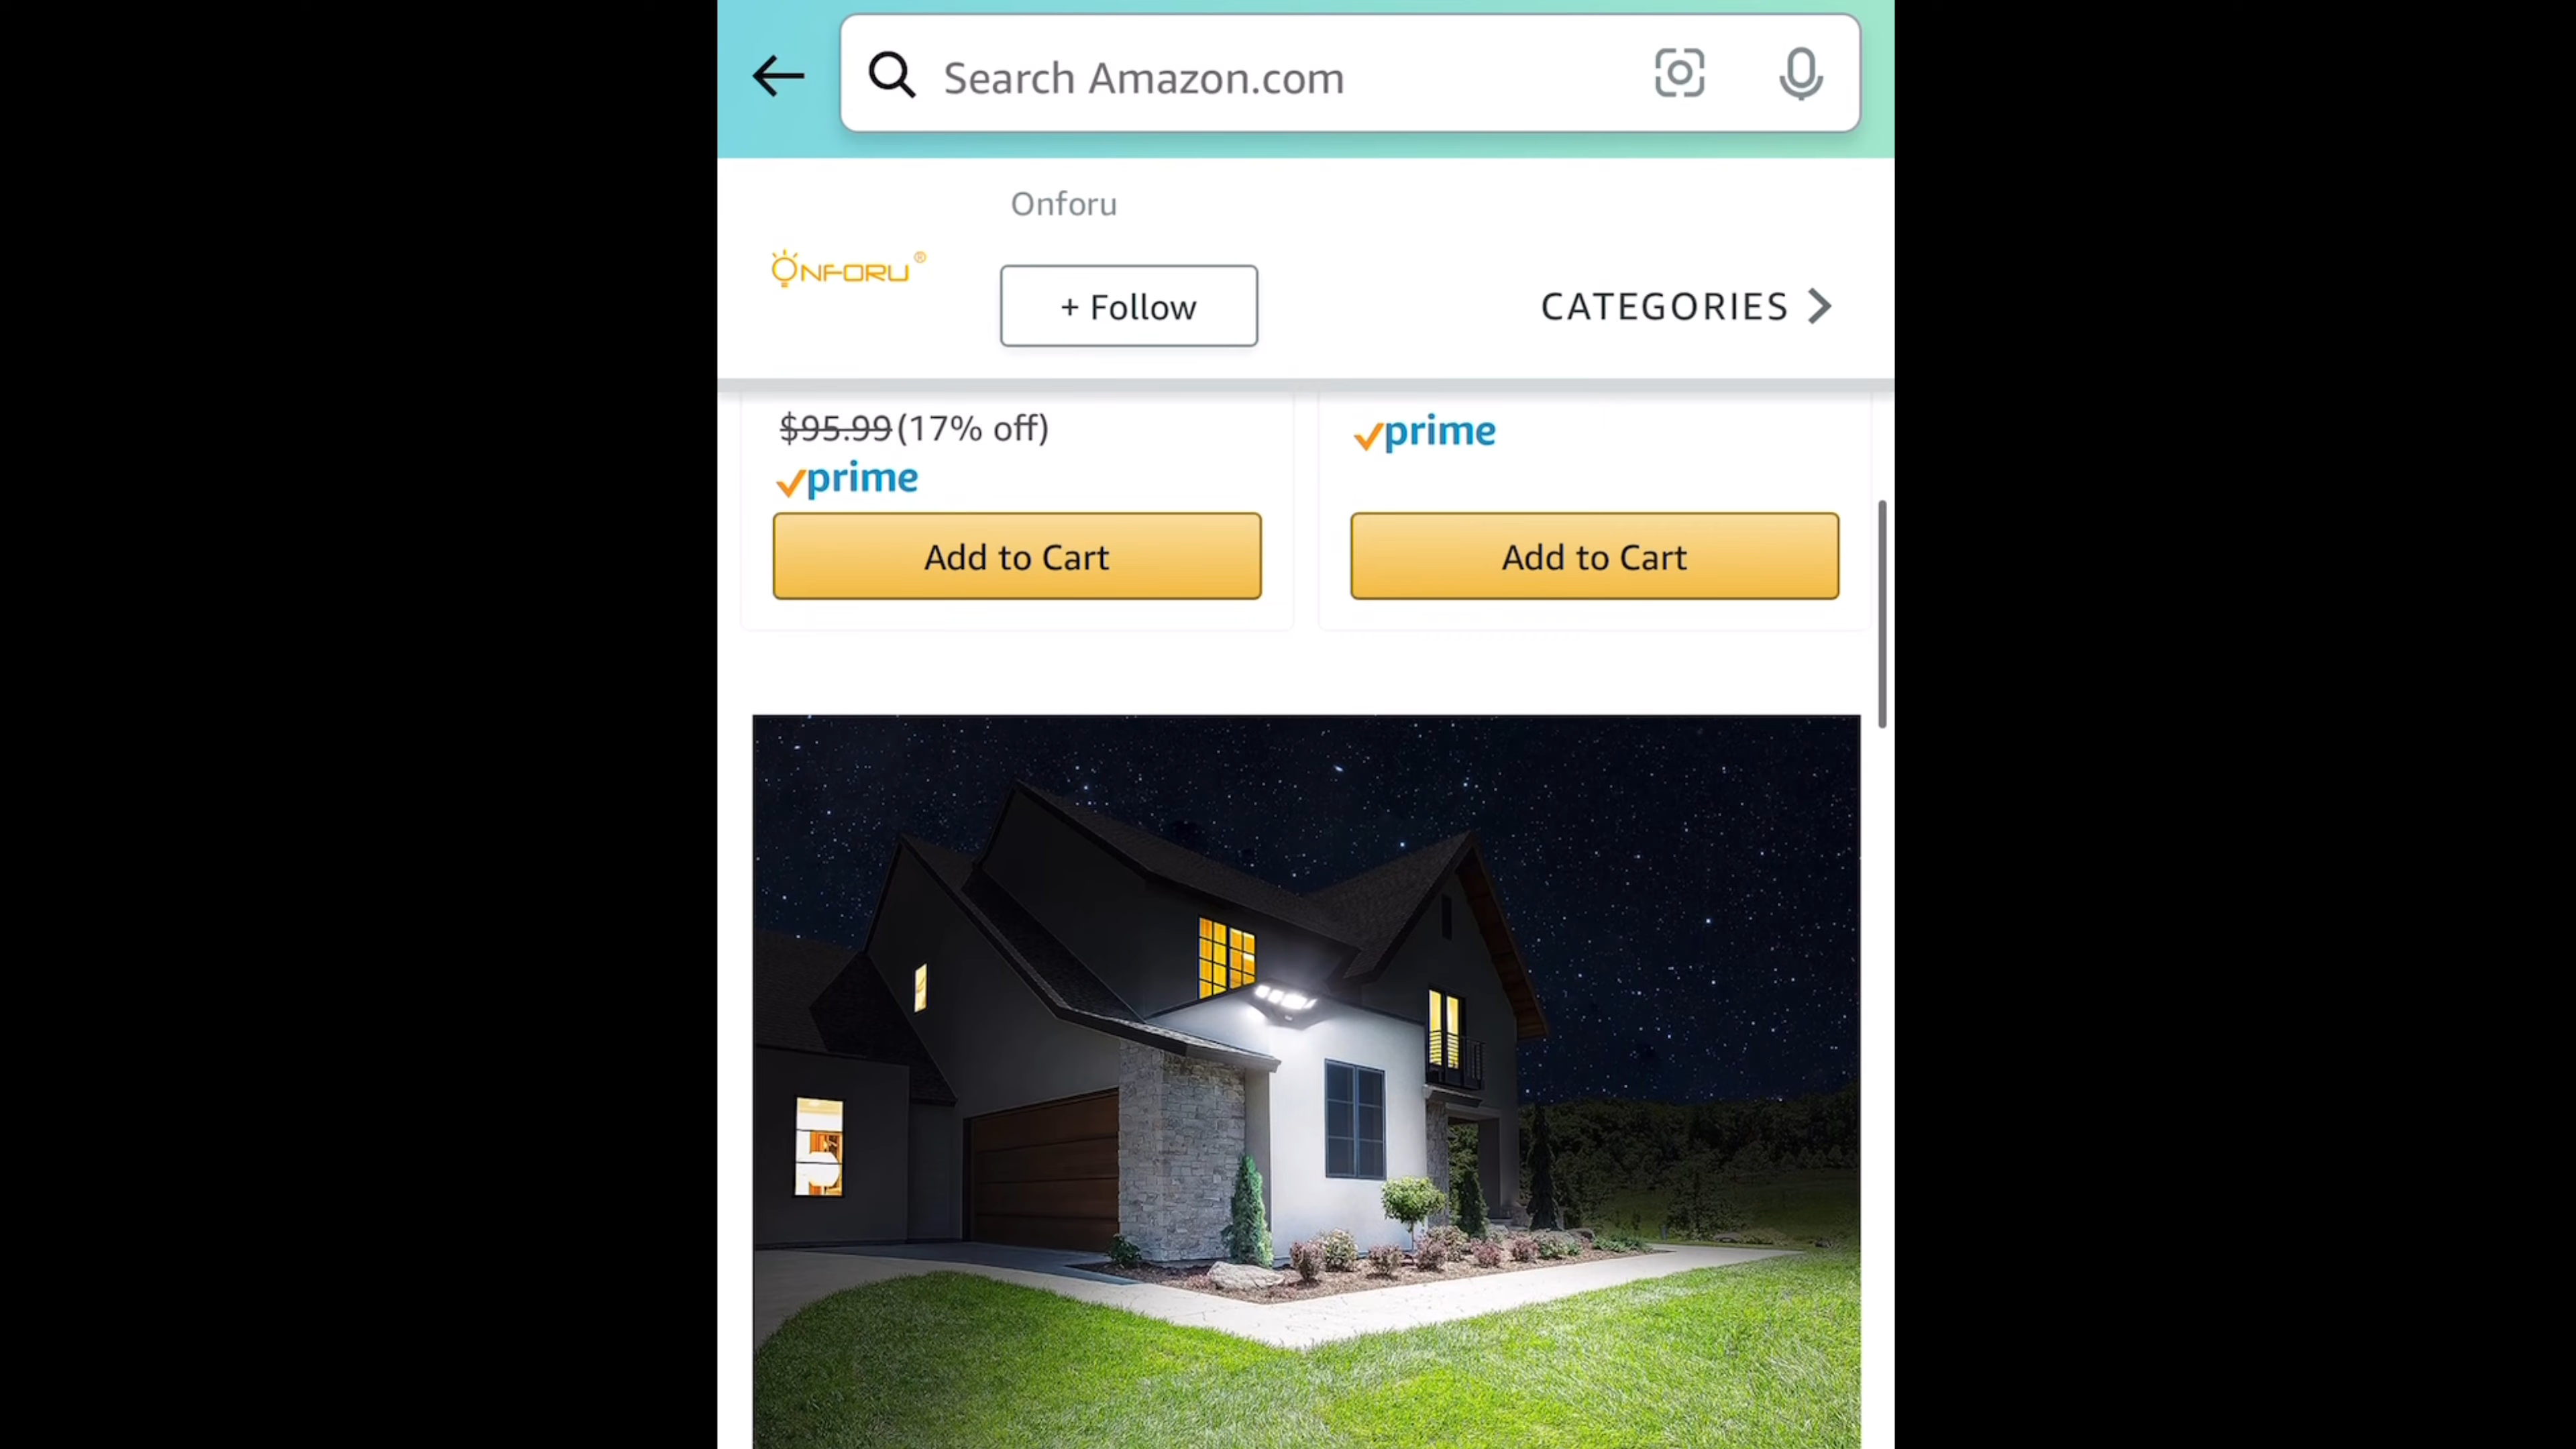 Search Amazon.com
Onforu
ONFORU®
+ Follow
CATEGORIES
$95.99(17% off)
prime
prime
Add to Cart
Add to Cart